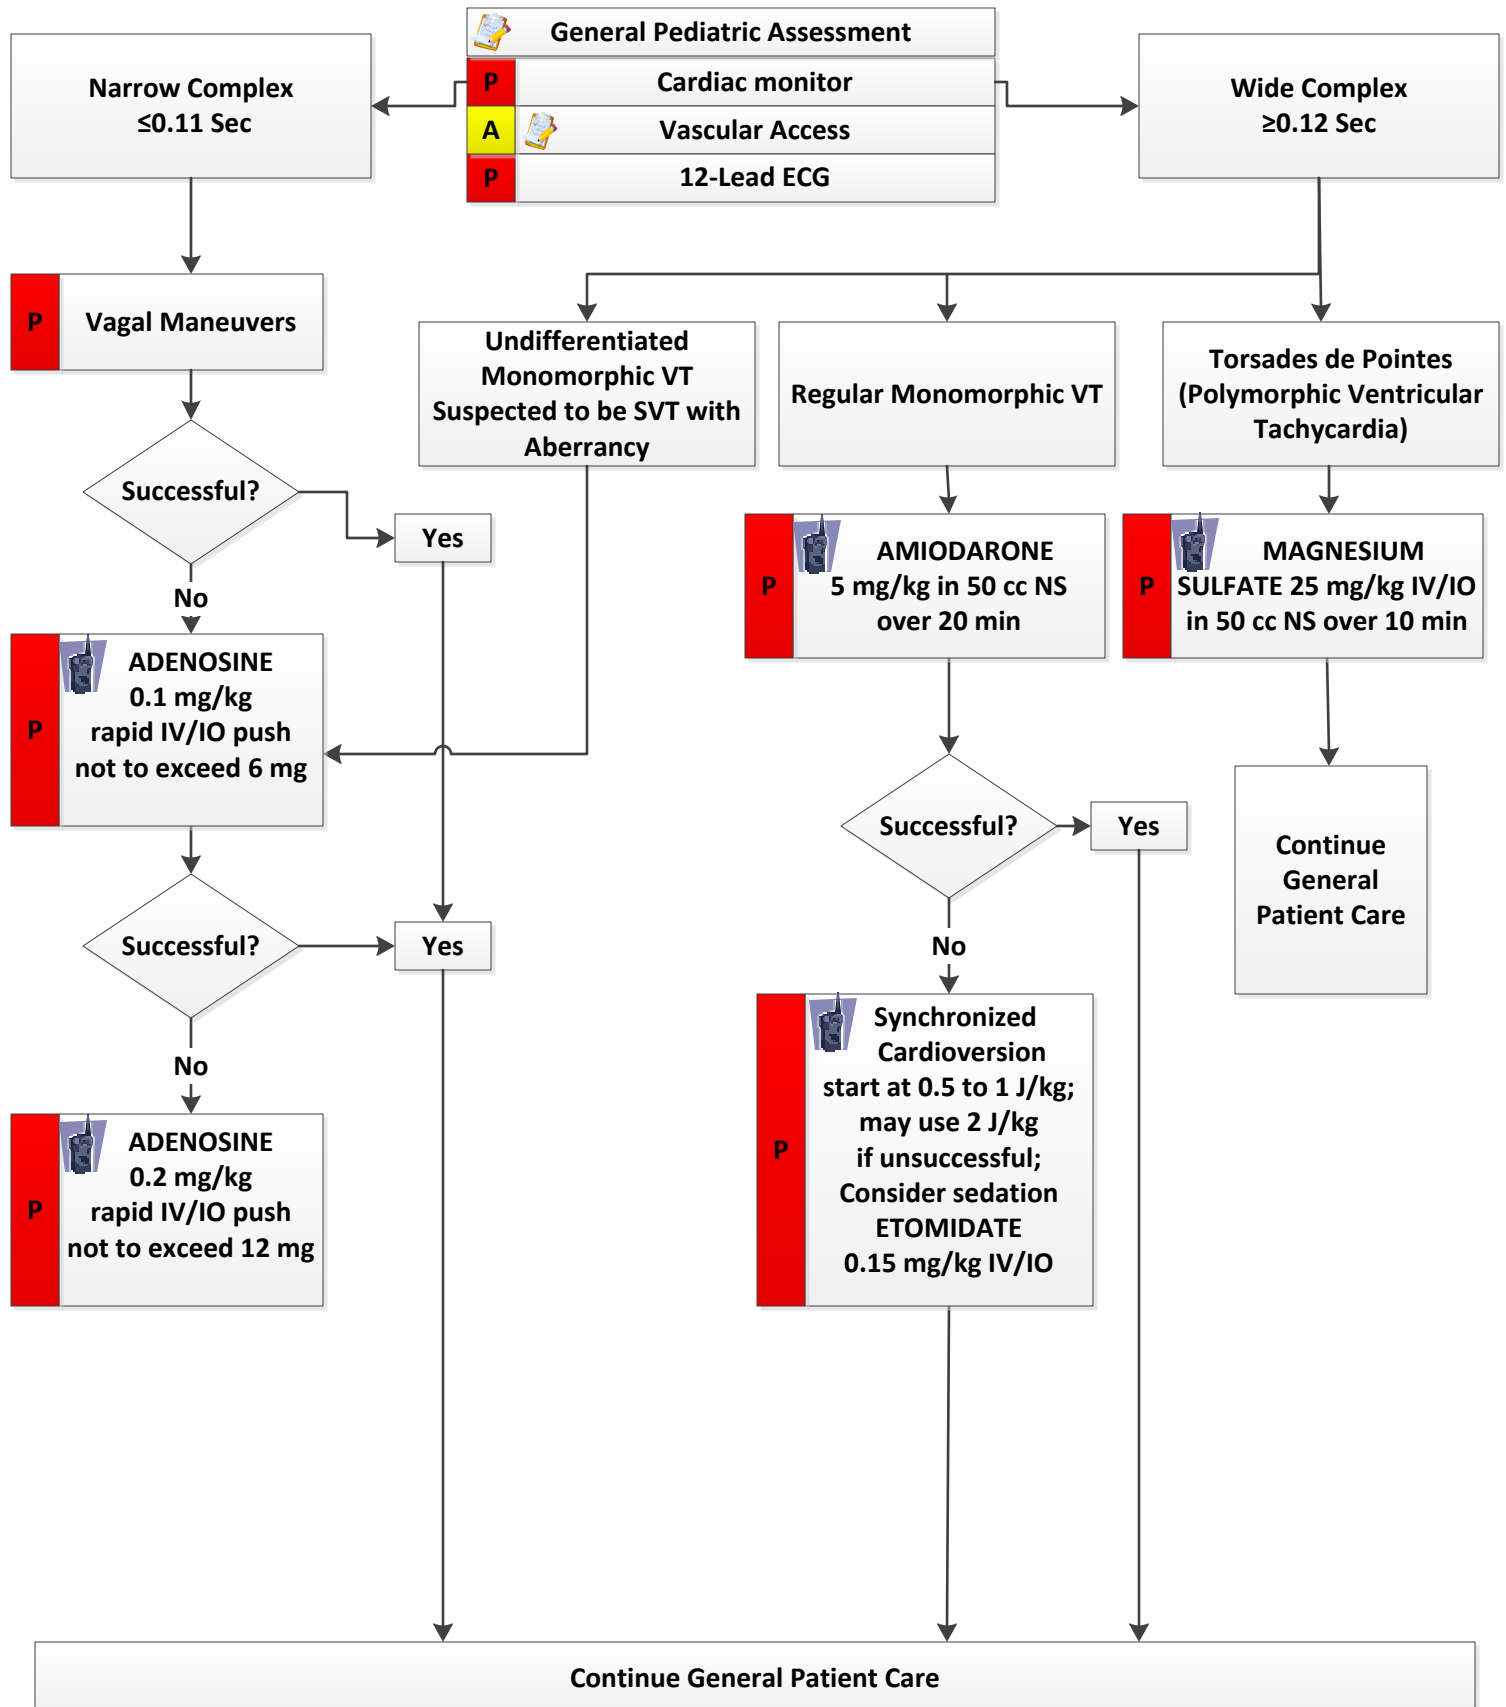 General Pediatric Assessment
P
Cardiac monitor
A
Vascular Access
P
12-Lead ECG
Narrow Complex
≤0.11 Sec
Wide Complex
≥0.12 Sec
P
Vagal Maneuvers
Successful?
Yes
No
P
ADENOSINE
0.1 mg/kg
rapid IV/IO push
not to exceed 6 mg
Successful?
Yes
No
P
ADENOSINE
0.2 mg/kg
rapid IV/IO push
not to exceed 12 mg
Undifferentiated
Monomorphic VT
Suspected to be SVT with
Aberrancy
Regular Monomorphic VT
P
AMIODARONE
5 mg/kg in 50 cc NS
over 20 min
Successful?
Yes
No
P
Synchronized
Cardioversion
start at 0.5 to 1 J/kg;
may use 2 J/kg
if unsuccessful;
Consider sedation
ETOMIDATE
0.15 mg/kg IV/IO
Torsades de Pointes
(Polymorphic Ventricular
Tachycardia)
P
MAGNESIUM
SULFATE 25 mg/kg IV/IO
in 50 cc NS over 10 min
Continue
General
Patient Care
Continue General Patient Care